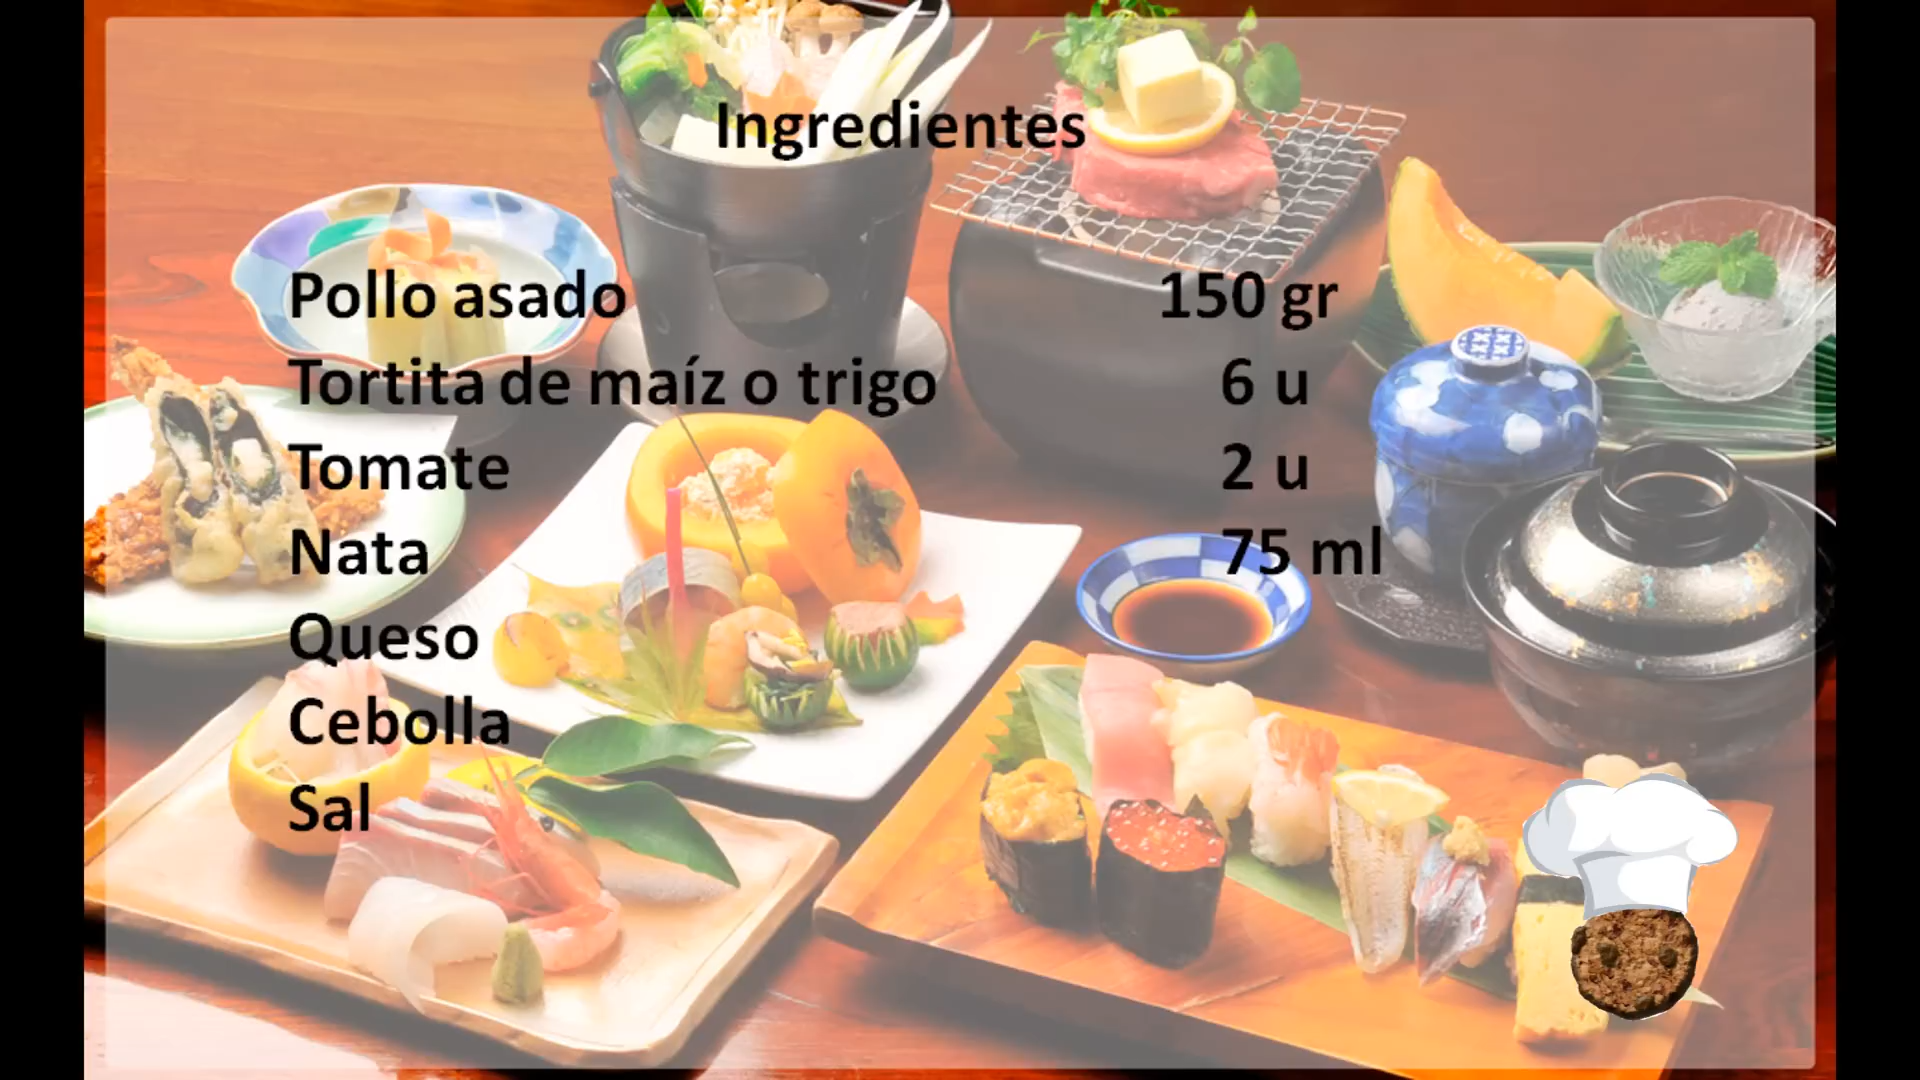 Ingredientes
Pollo asado 150 gr
Tortita de maíz o trigo 6 u
Tomate 2 u
Nata 75 ml
Queso
Cebolla
Sal